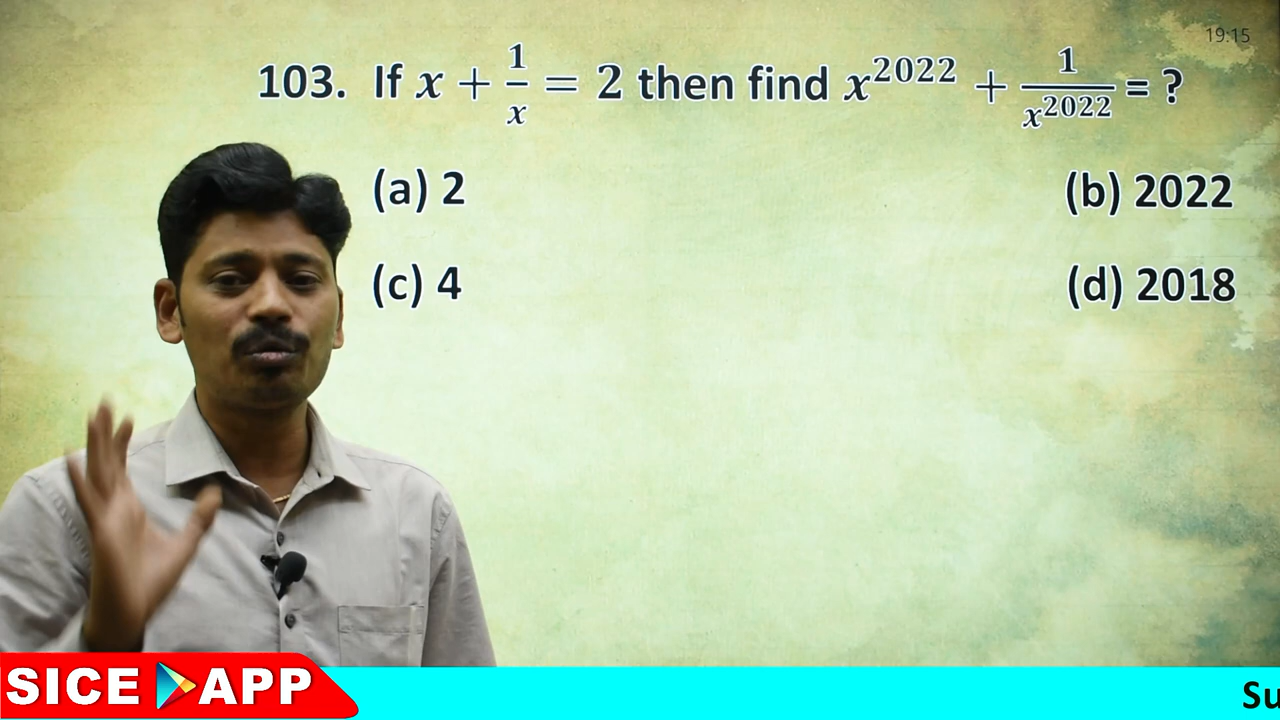 19:15
103. If x + 1/x = 2 then find x^2022 + 1/x^2022 = ?
(a) 2 (b) 2022
(c) 4 (d) 2018
SICE APP
Su